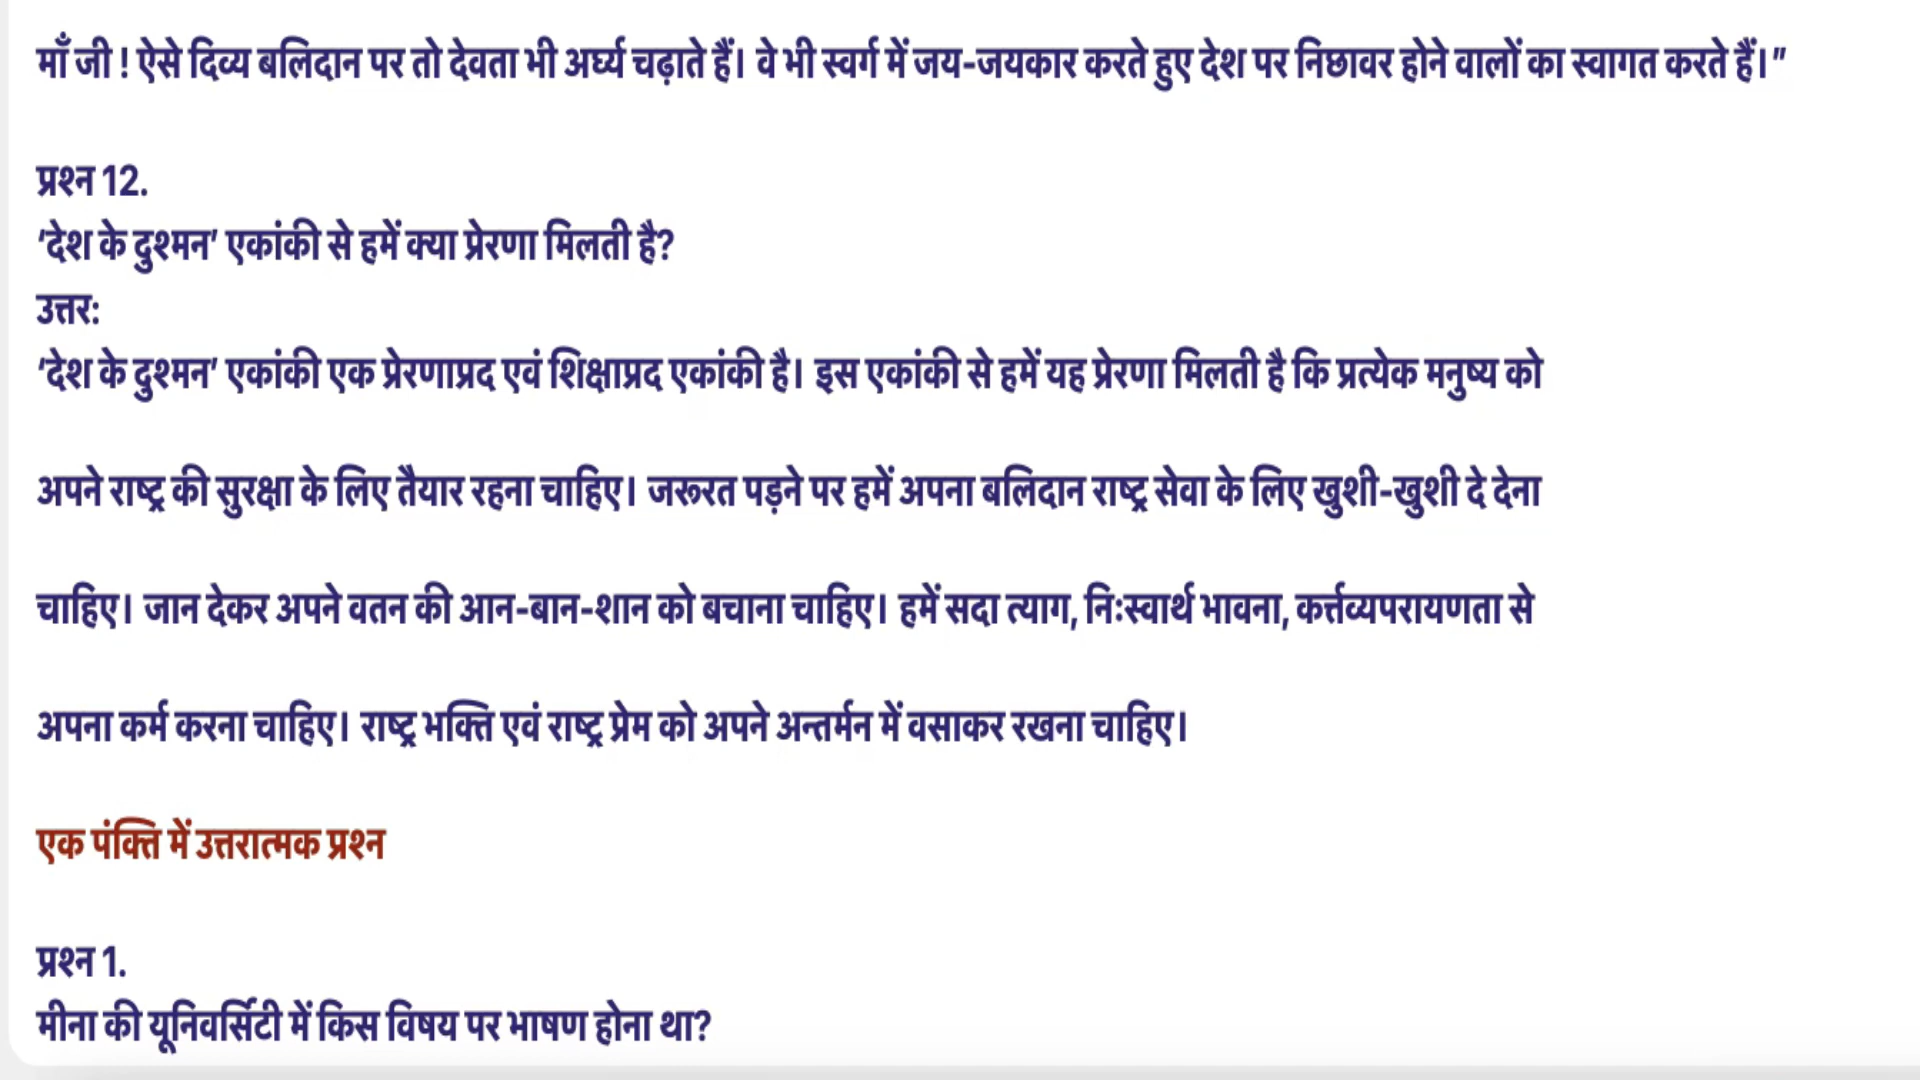 माँ जी ! ऐसे दिव्य बलिदान पर तो देवता भी अर्घ्य चढ़ाते हैं। वे भी स्वर्ग में जय-जयकार करते हुए देश पर निछावर होने वालों का स्वागत करते हैं।”
प्रश्न 12.
‘देश के दुश्मन’ एकांकी से हमें क्या प्रेरणा मिलती है?
उत्तर:
‘देश के दुश्मन’ एकांकी एक प्रेरणाप्रद एवं शिक्षाप्रद एकांकी है। इस एकांकी से हमें यह प्रेरणा मिलती है कि प्रत्येक मनुष्य को
अपने राष्ट्र की सुरक्षा के लिए तैयार रहना चाहिए। जरूरत पड़ने पर हमें अपना बलिदान राष्ट्र सेवा के लिए खुशी-खुशी दे देना
चाहिए। जान देकर अपने वतन की आन-बान-शान को बचाना चाहिए। हमें सदा त्याग, निःस्वार्थ भावना, कर्त्तव्यपरायणता से
अपना कर्म करना चाहिए। राष्ट्र भक्ति एवं राष्ट्र प्रेम को अपने अन्तर्मन में वसाकर रखना चाहिए।
एक पंक्ति में उत्तरात्मक प्रश्न
प्रश्न 1.
मीना की यूनिवर्सिटी में किस विषय पर भाषण होना था?